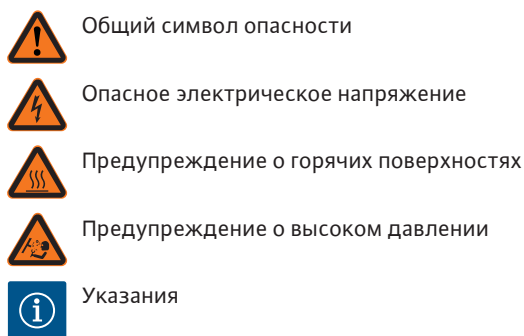 Общий символ опасности
Опасное электрическое напряжение
Предупреждение о горячих поверхностях
Предупреждение о высоком давлении
Указания